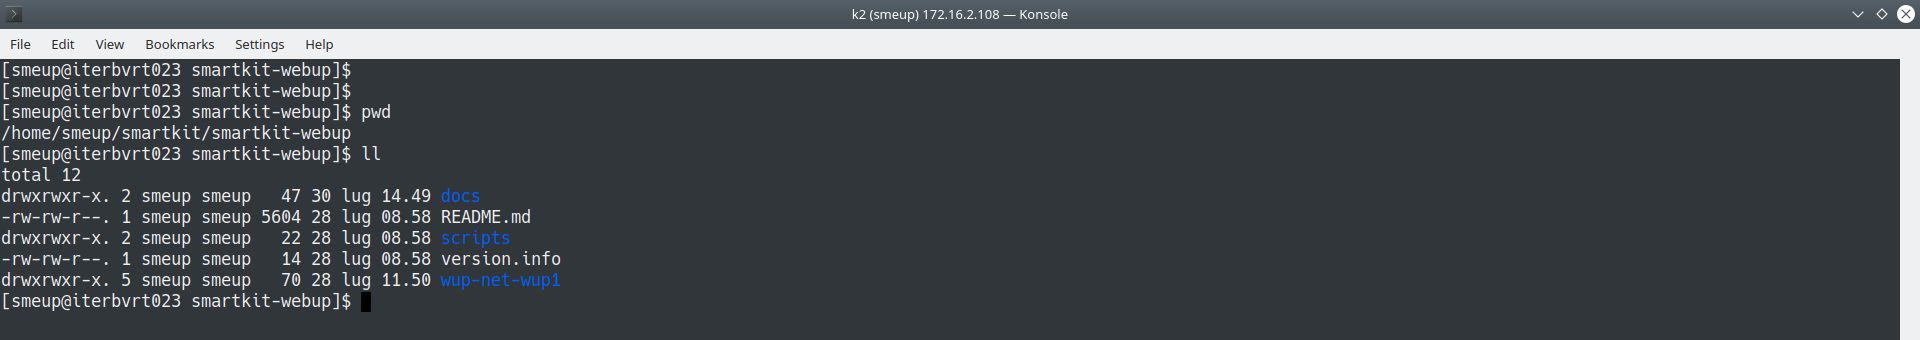 k2 (smeup) 172.16.2.108 — Konsole
File Edit View Bookmarks Settings Help
[smeup@iterbvrt023 smartkit-webup]$
[smeup@iterbvrt023 smartkit-webup]$
[smeup@iterbvrt023 smartkit-webup]$ pwd
/home/smeup/smartkit/smartkit-webup
[smeup@iterbvrt023 smartkit-webup]$ ll
total 12
drwxrwxr-x. 2 smeup smeup   47 30 lug 14.49 docs
-rw-rw-r--. 1 smeup smeup 5604 28 lug 08.58 README.md
drwxrwxr-x. 2 smeup smeup   22 28 lug 08.58 scripts
-rw-rw-r--. 1 smeup smeup   14 28 lug 08.58 version.info
drwxrwxr-x. 5 smeup smeup   70 28 lug 11.50 wup-net-wup1
[smeup@iterbvrt023 smartkit-webup]$